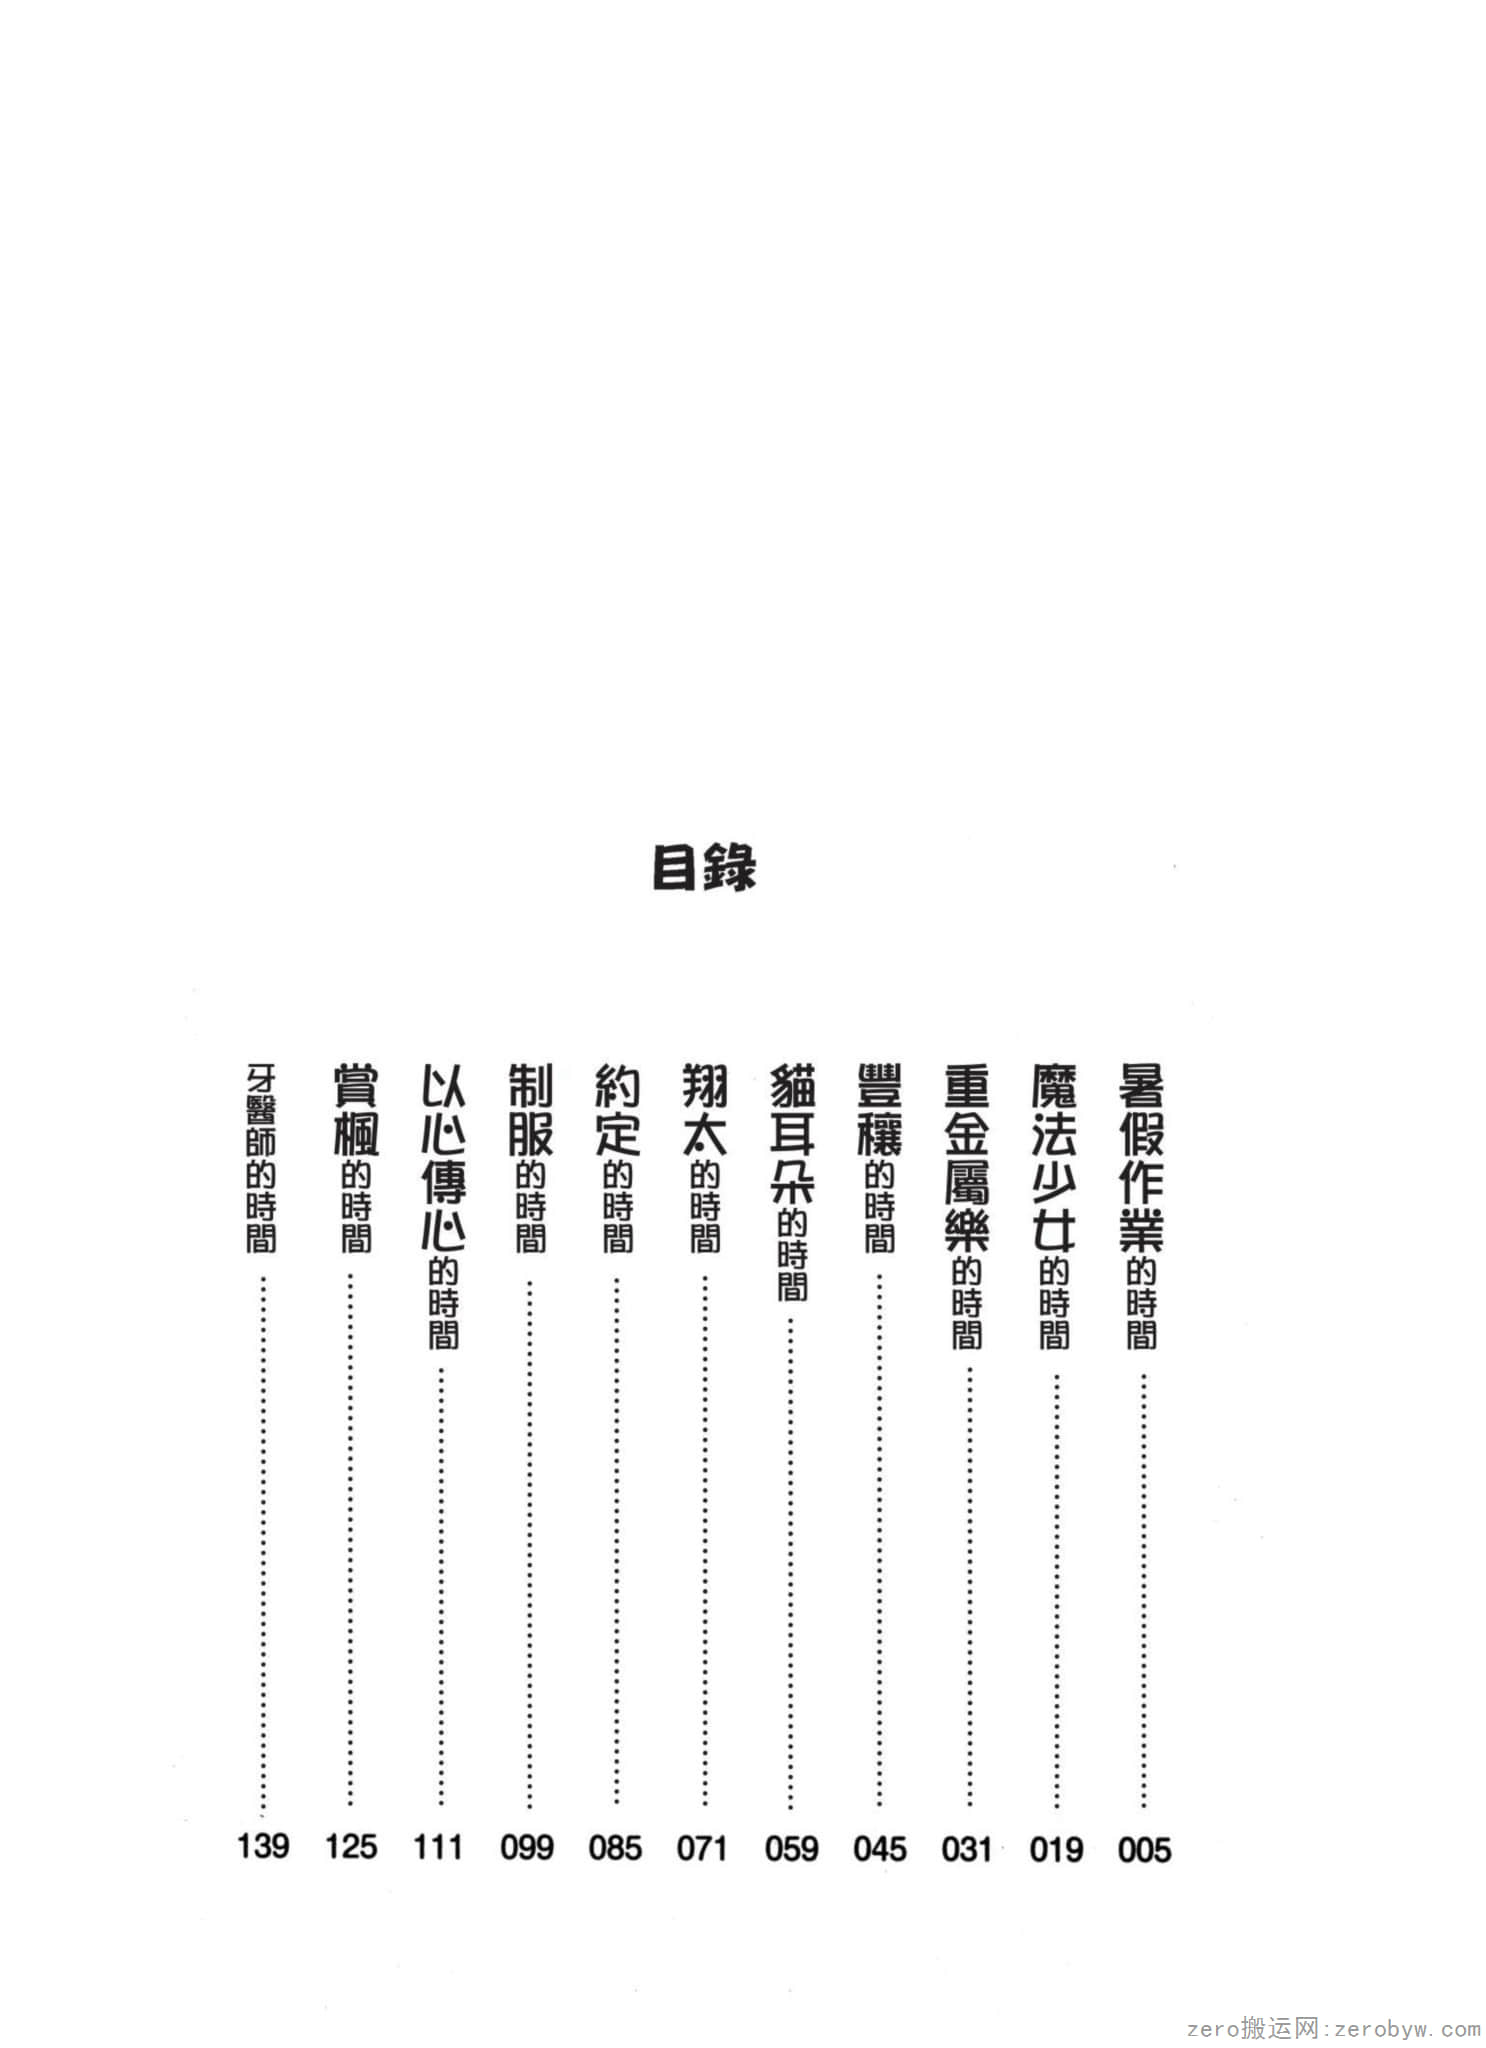 目錄
暑假作業的時間……005
魔法少女的時間……019
重金屬樂的時間……031
豐穰的時間……045
貓耳朵的時間……059
翔太的時間……071
約定的時間……085
制服的時間……099
以心傳心的時間……111
賞楓的時間……125
牙醫師的時間……139
zero搬运网:zerobyw.com